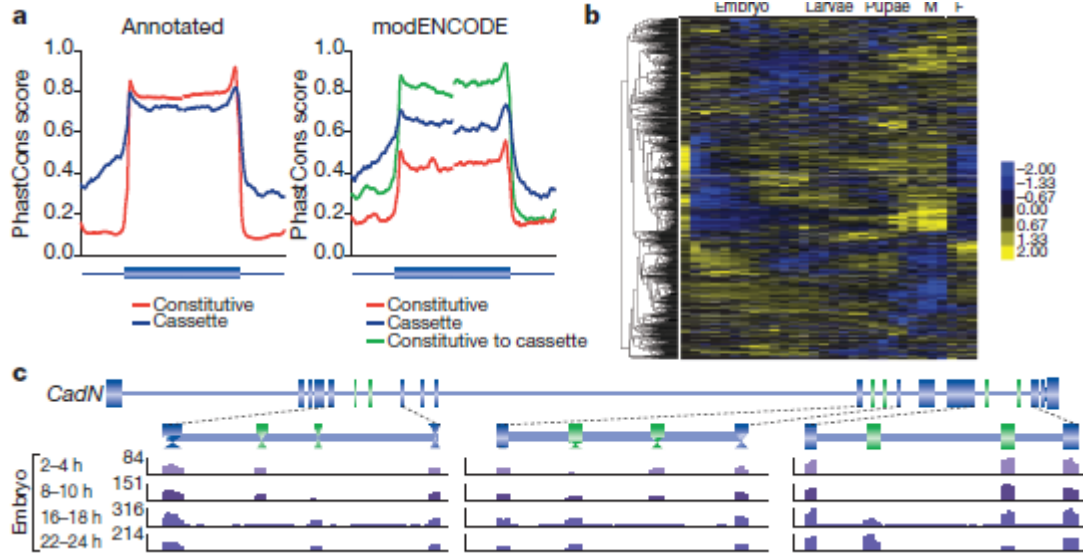 a
Annotated
modENCODE
PhastCons score
1.0
0.8
0.6
0.4
0.2
0.0
PhastCons score
1.0
0.8
0.6
0.4
0.2
0.0
Constitutive
Cassette
Constitutive
Cassette
Constitutive to cassette
b
Embryo Larvae Pupae M F
−2.00
−1.33
−0.67
0.00
0.67
1.33
2.00
c
CadN
Embryo
2–4 h 84
8–10 h 151
16–18 h 316
22–24 h 214